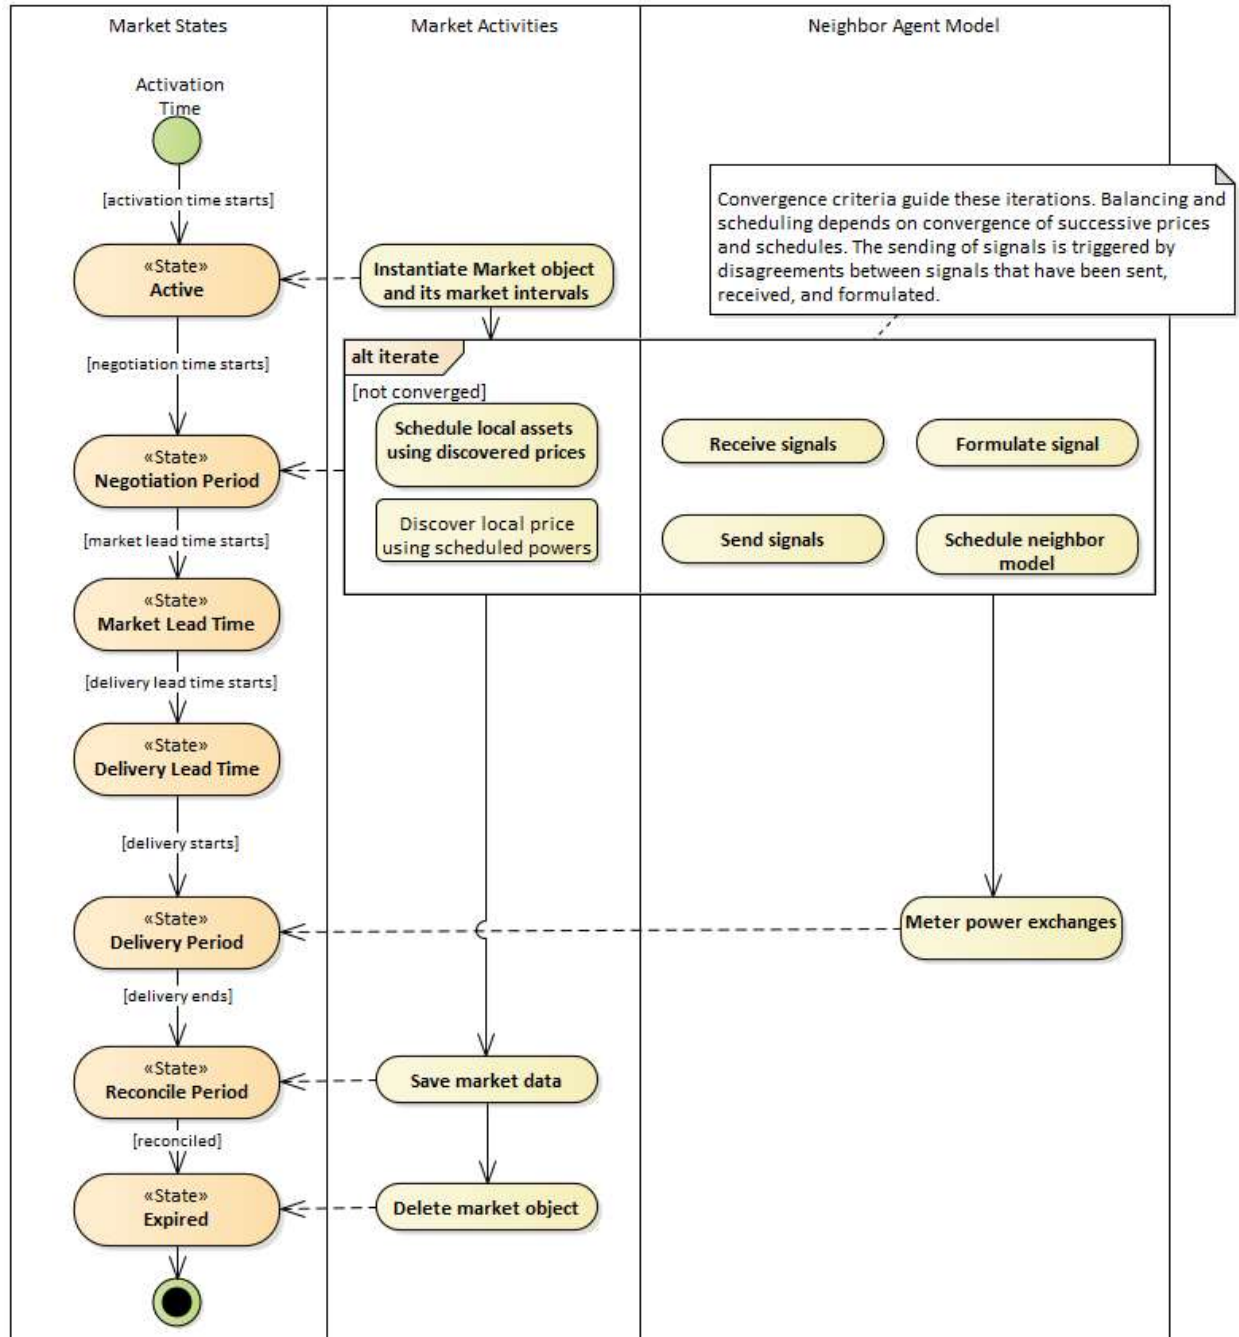 Market States
Market Activities
Neighbor Agent Model
Activation
Time
[activation time starts]
Convergence criteria guide these iterations. Balancing and
scheduling depends on convergence of successive prices
and schedules. The sending of signals is triggered by
disagreements between signals that have been sent,
received, and formulated.
«State»
Active
Instantiate Market object
and its market intervals
[negotiation time starts]
alt iterate
[not converged]
Schedule local assets
using discovered prices
Receive signals
Formulate signal
«State»
Negotiation Period
Discover local price
using scheduled powers
Send signals
Schedule neighbor
model
[market lead time starts]
«State»
Market Lead Time
[delivery lead time starts]
«State»
Delivery Lead Time
[delivery starts]
«State»
Delivery Period
Meter power exchanges
[delivery ends]
«State»
Reconcile Period
Save market data
[reconciled]
«State»
Expired
Delete market object